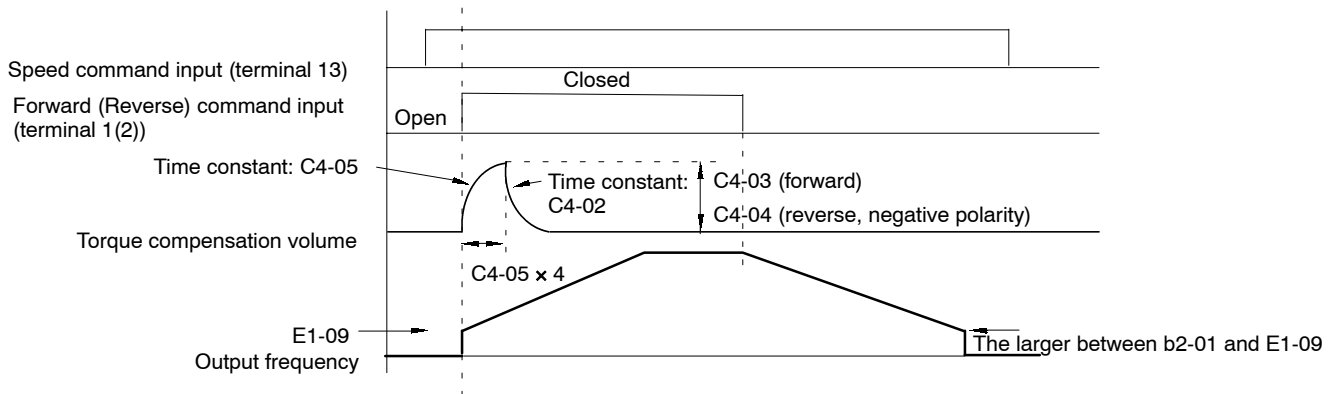 Speed command input (terminal 13)
Closed
Forward (Reverse) command input
(terminal 1(2))
Open
Time constant: C4-05
Time constant:
C4-02
C4-03 (forward)
C4-04 (reverse, negative polarity)
Torque compensation volume
C4-05 × 4
E1-09
The larger between b2-01 and E1-09
Output frequency